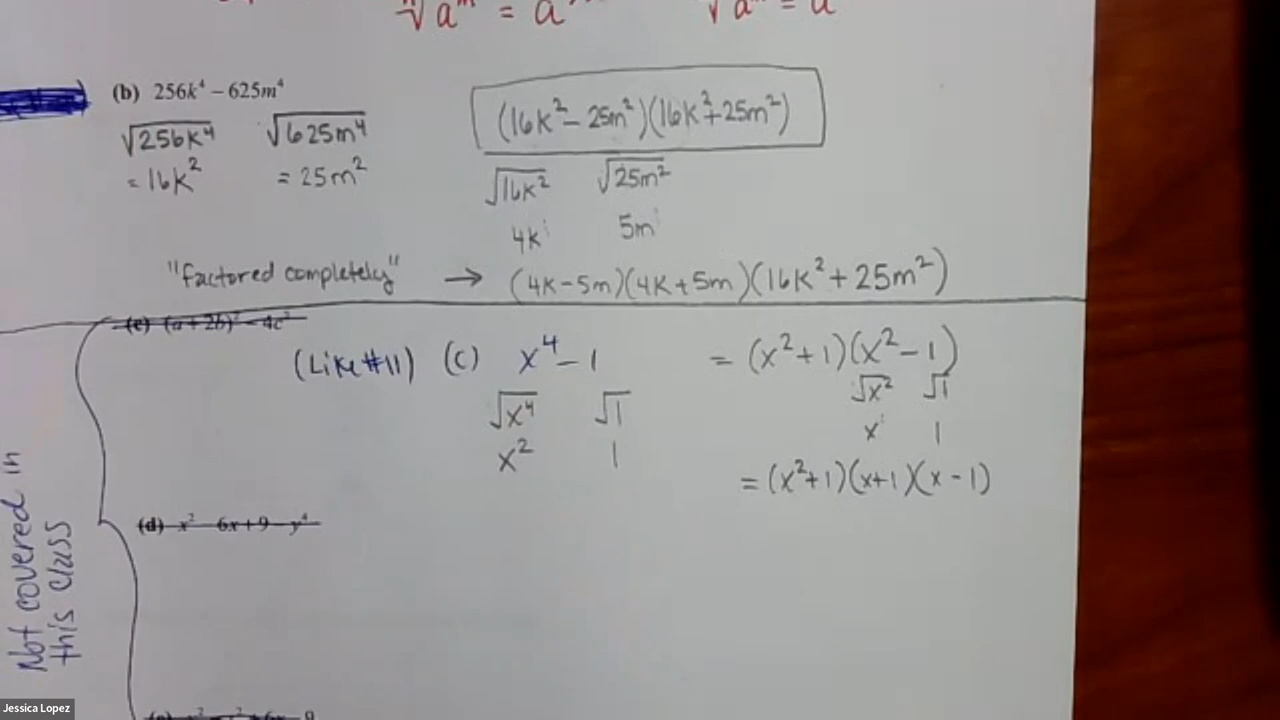 ⁿ√aᵐ = a √aᵐ = a
(b) 256k⁴ – 625m⁴
√256k⁴ √625m⁴
= 16k² = 25m²
(16k² – 25m²)(16k² + 25m²)
√16k² √25m²
4k 5m
"factored completely" → (4k – 5m)(4k + 5m)(16k² + 25m²)
(c) (a + 2b)² – 4c²
(Like #11) (C) x⁴ – 1 = (x² + 1)(x² – 1)
√x⁴ √1 √x² √1
x² 1 x 1
= (x² + 1)(x + 1)(x – 1)
(d) x² – 6x + 9 – y⁴
Not covered in
this class
Jessica Lopez